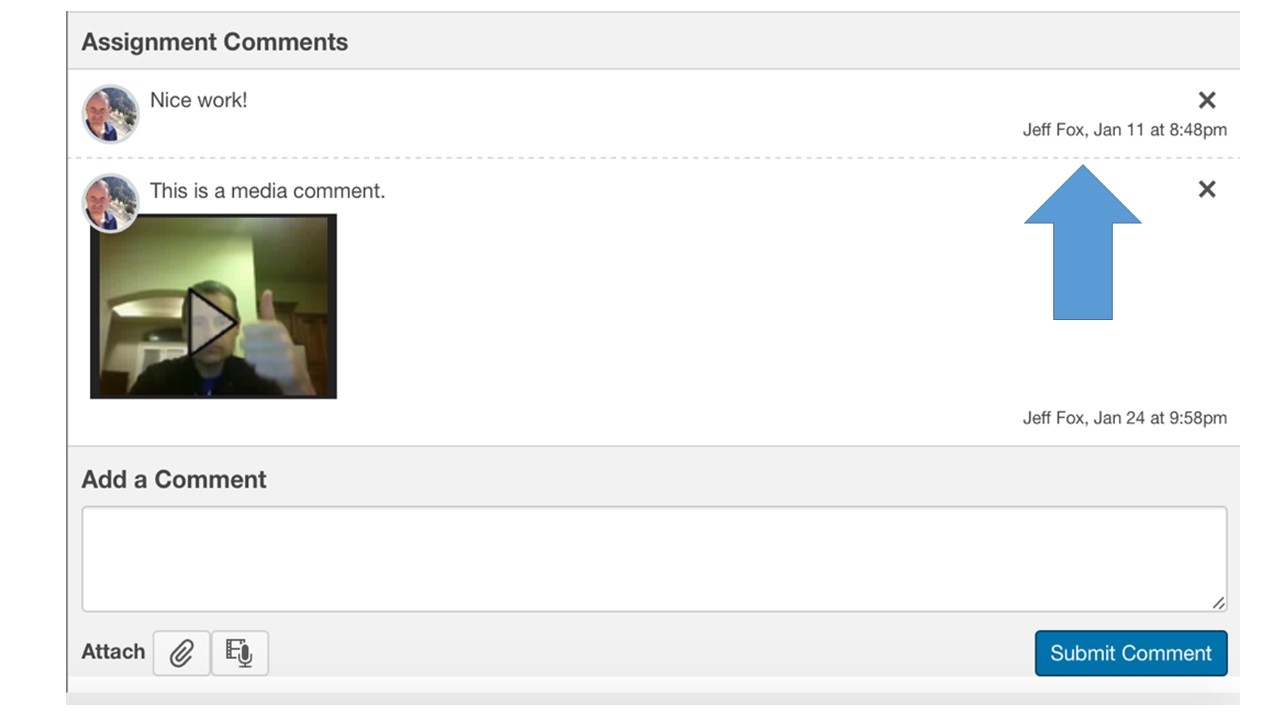 Assignment Comments
Nice work!
Jeff Fox, Jan 11 at 8:48pm
This is a media comment.
Jeff Fox, Jan 24 at 9:58pm
Add a Comment
Attach
Submit Comment